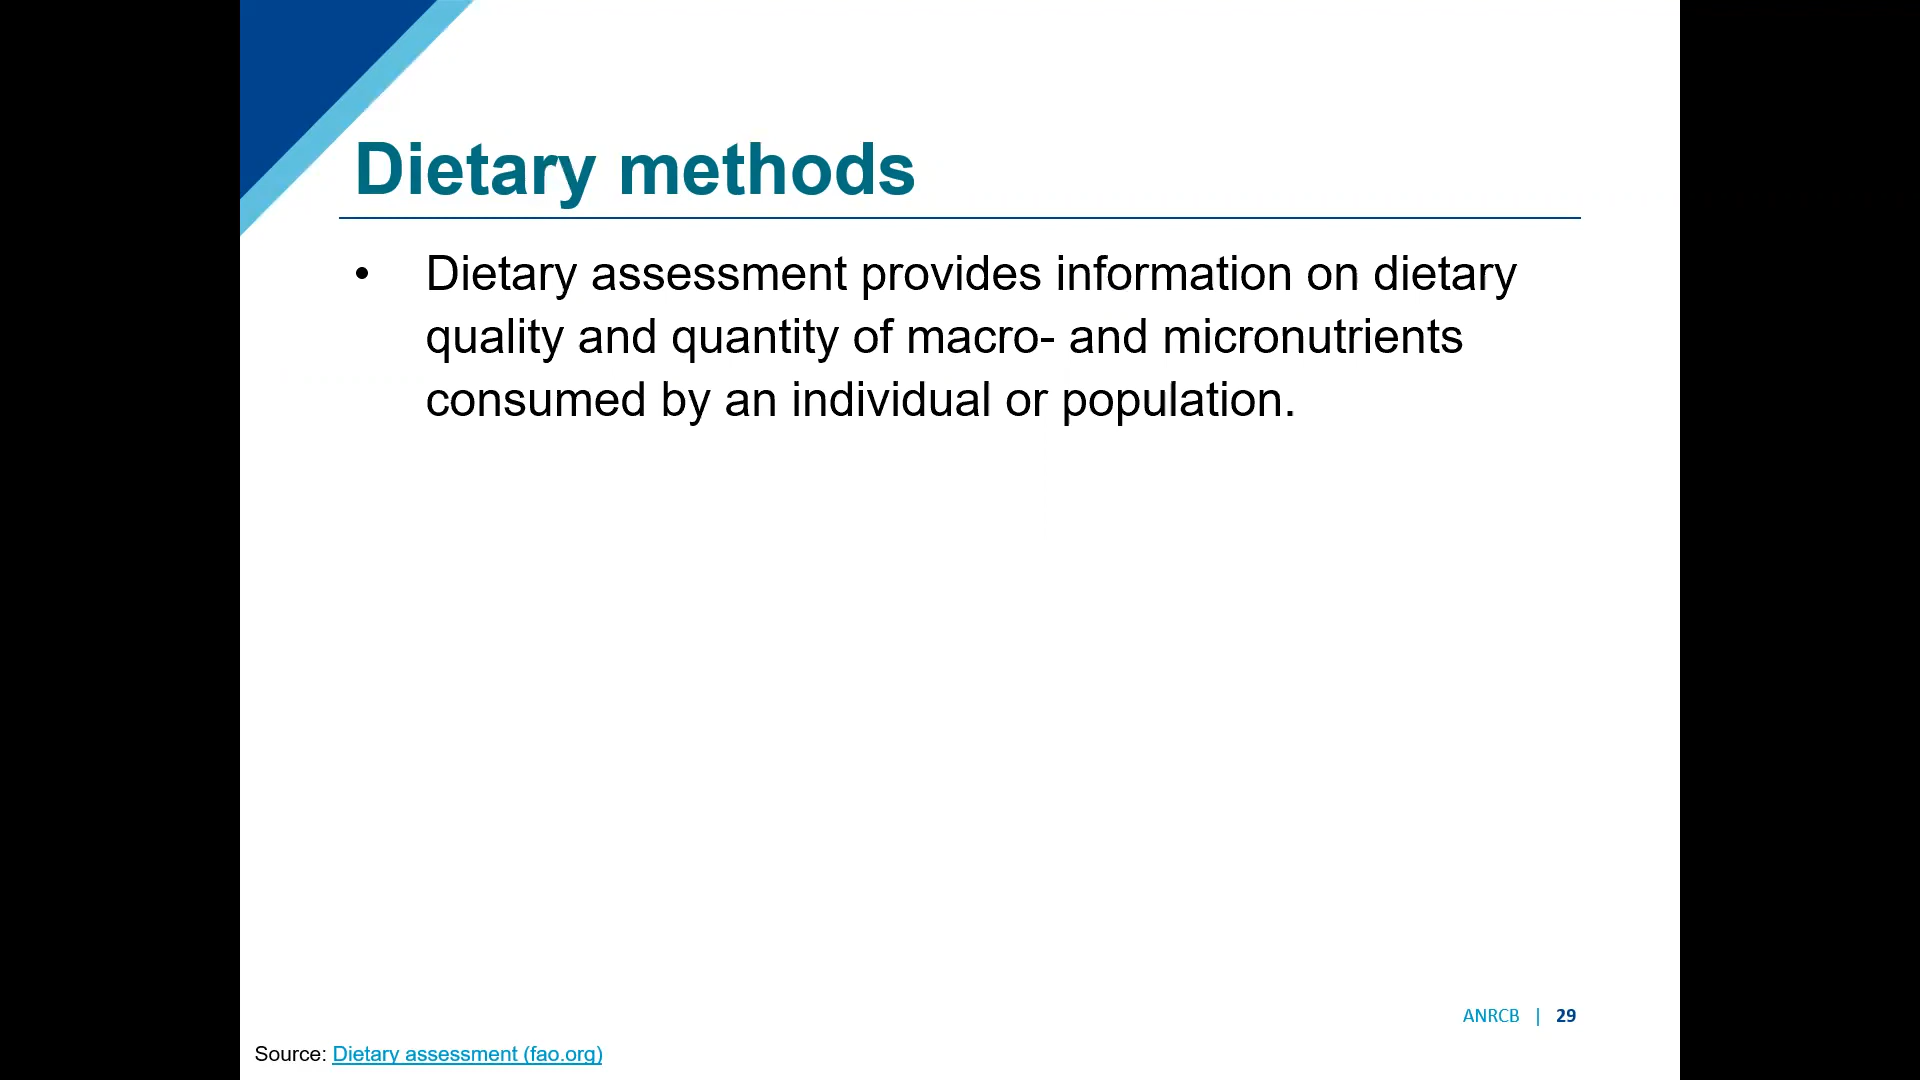 Dietary methods
• Dietary assessment provides information on dietary
quality and quantity of macro- and micronutrients
consumed by an individual or population.
ANRCB | 29
Source: Dietary assessment (fao.org)